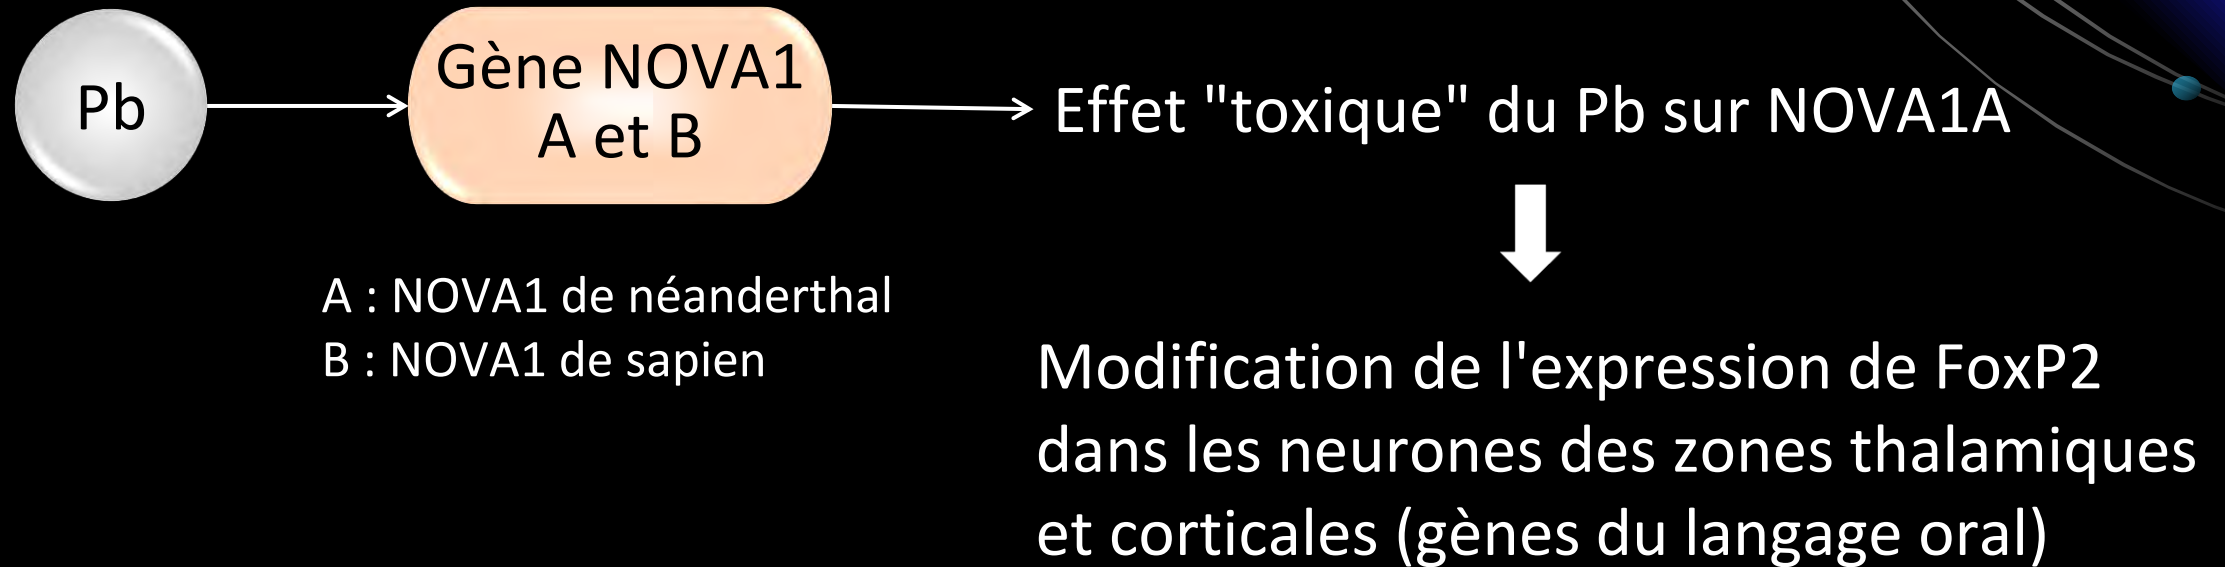 Pb
Gène NOVA1
A et B
Effet "toxique" du Pb sur NOVA1A
A : NOVA1 de néanderthal
B : NOVA1 de sapien
Modification de l'expression de FoxP2
dans les neurones des zones thalamiques
et corticales (gènes du langage oral)